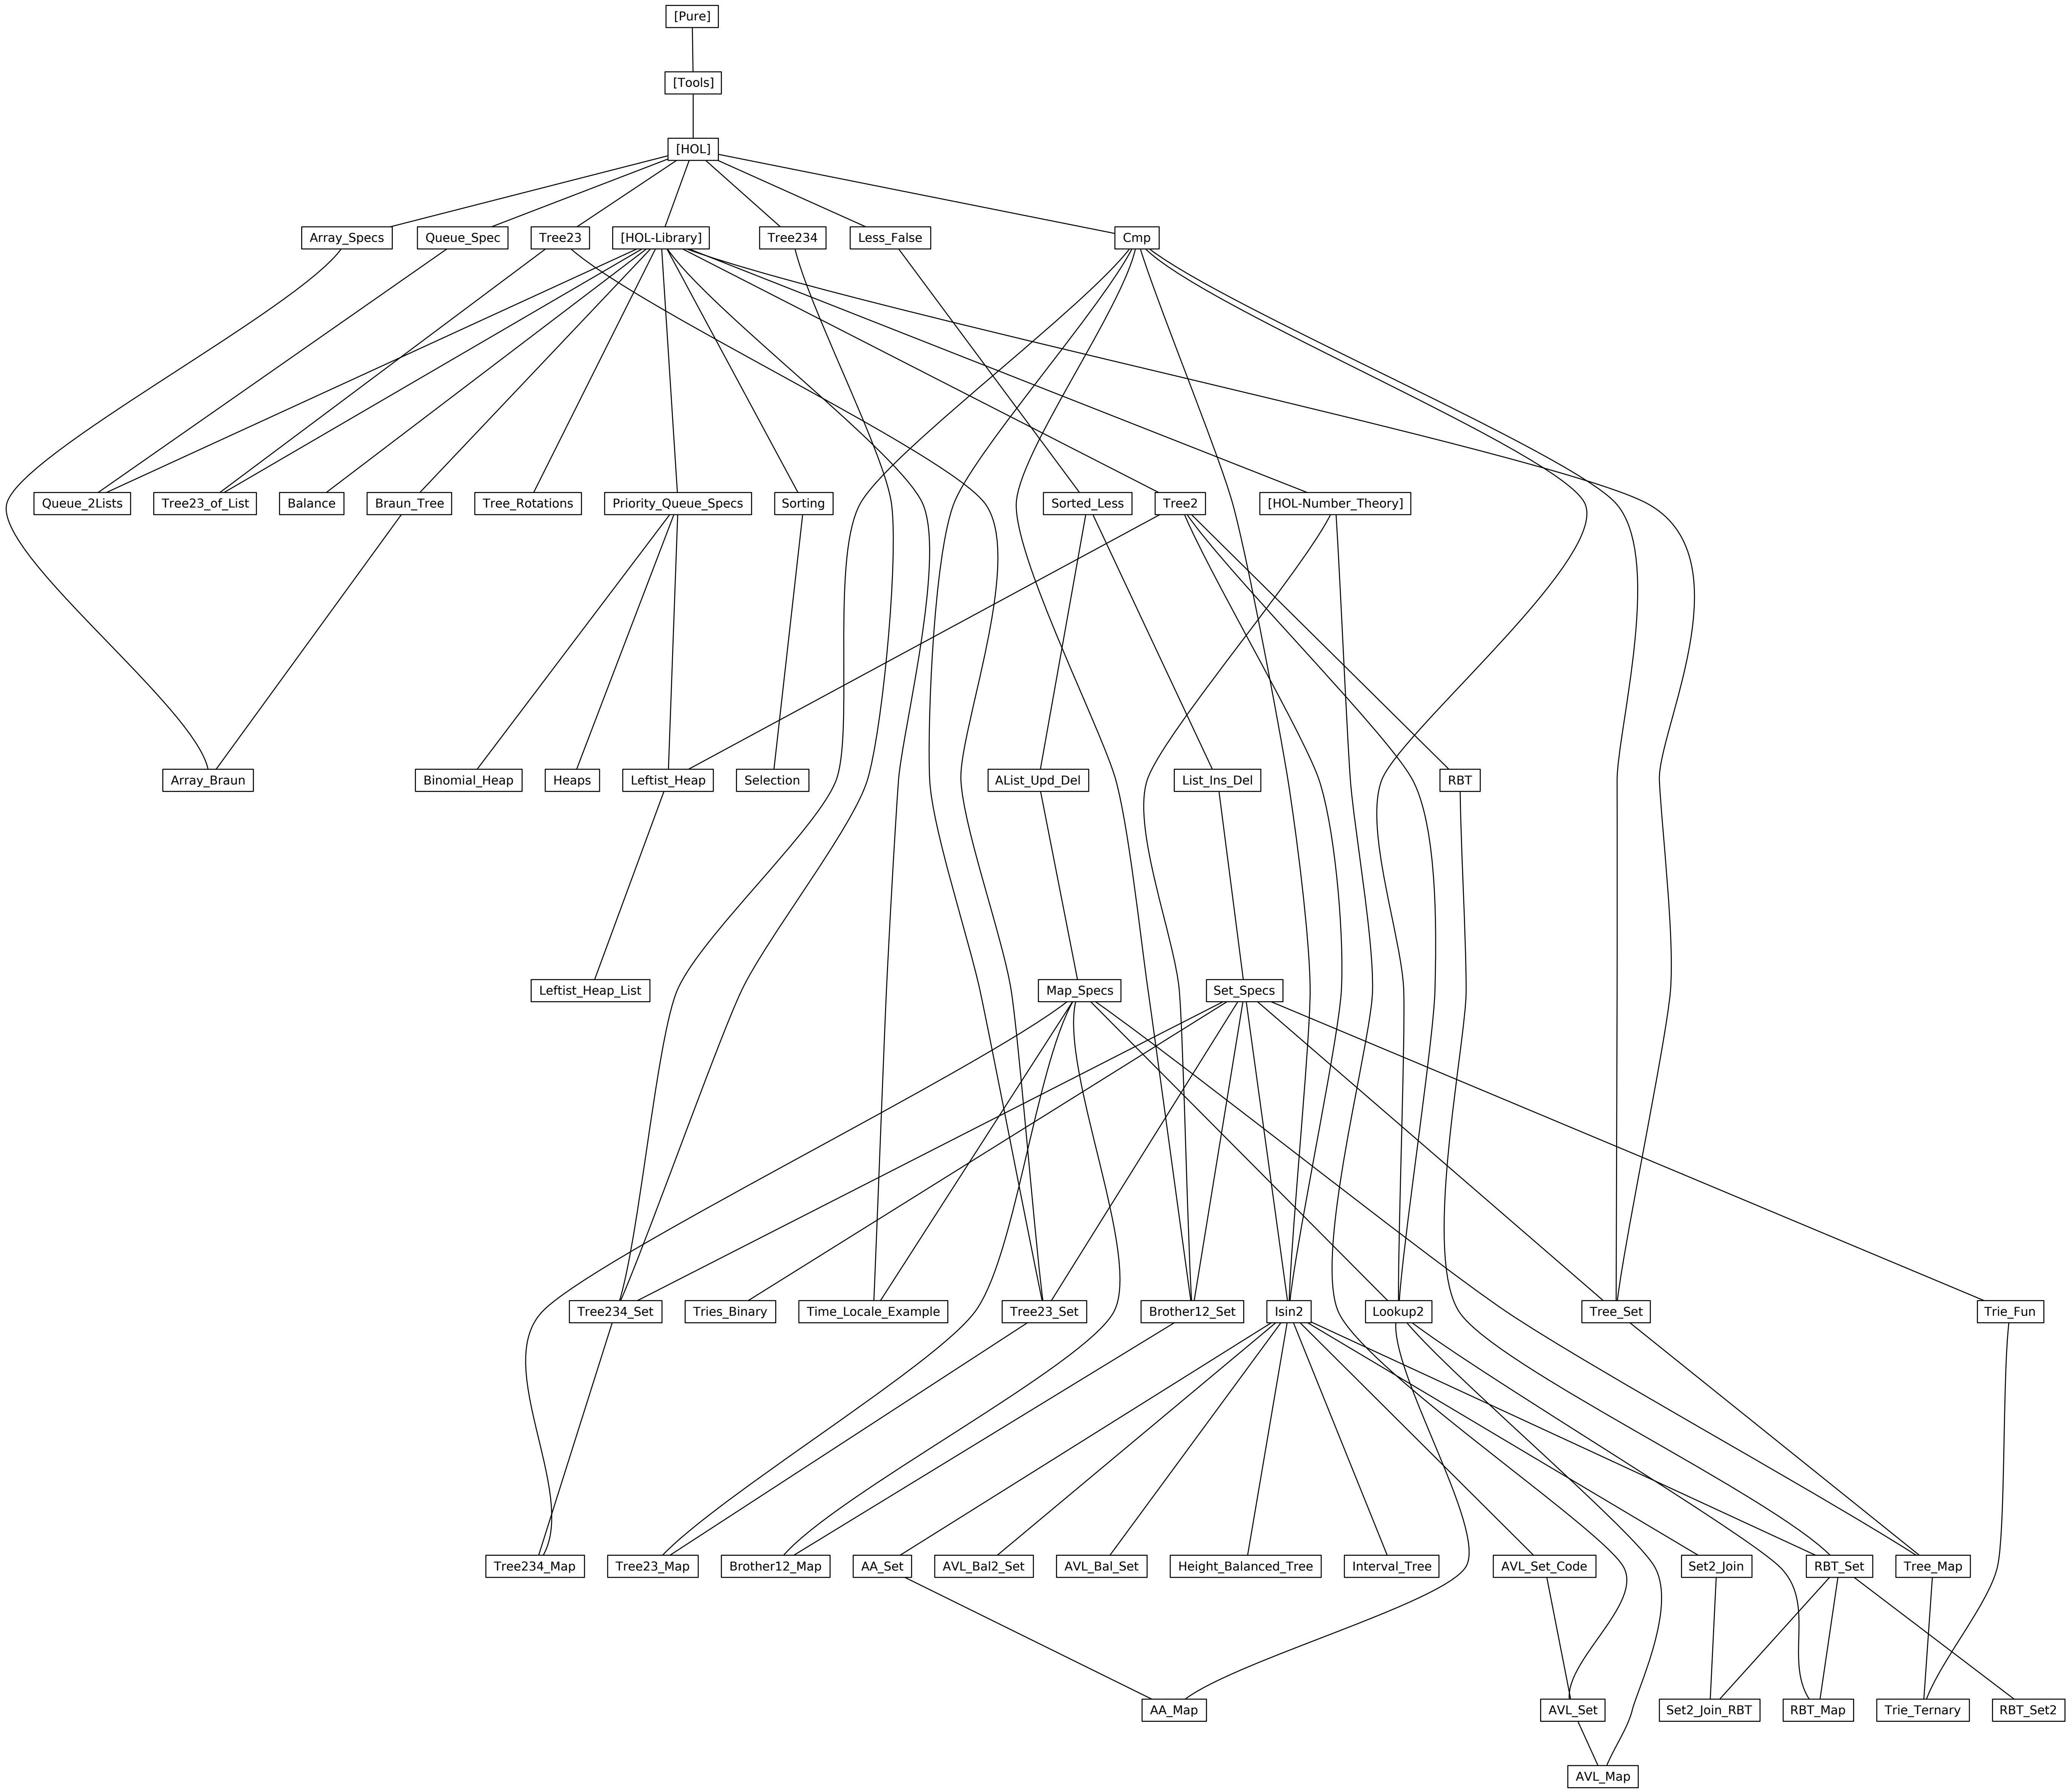 [Pure]
[Tools]
[HOL]
Array_Specs
Queue_Spec
Tree23
[HOL-Library]
Tree234
Less_False
Cmp
Queue_2Lists
Tree23_of_List
Balance
Braun_Tree
Tree_Rotations
Priority_Queue_Specs
Sorting
Sorted_Less
Tree2
[HOL-Number_Theory]
Array_Braun
Binomial_Heap
Heaps
Leftist_Heap
Selection
AList_Upd_Del
List_Ins_Del
RBT
Leftist_Heap_List
Map_Specs
Set_Specs
Tree234_Set
Tries_Binary
Time_Locale_Example
Tree23_Set
Brother12_Set
Isin2
Lookup2
Tree_Set
Trie_Fun
Tree234_Map
Tree23_Map
Brother12_Map
AA_Set
AVL_Bal2_Set
AVL_Bal_Set
Height_Balanced_Tree
Interval_Tree
AVL_Set_Code
Set2_Join
RBT_Set
Tree_Map
AA_Map
AVL_Set
Set2_Join_RBT
RBT_Map
Trie_Ternary
RBT_Set2
AVL_Map